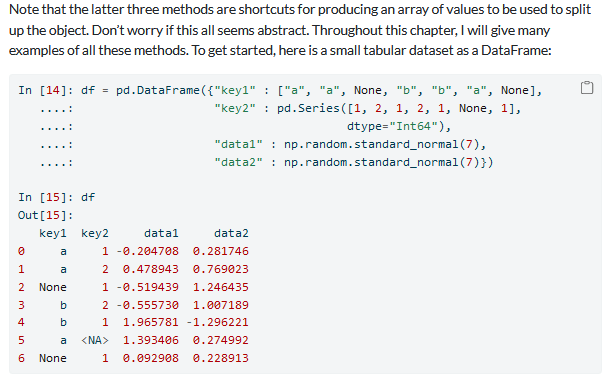 Note that the latter three methods are shortcuts for producing an array of values to be used to split
up the object. Don't worry if this all seems abstract. Throughout this chapter, I will give many
examples of all these methods. To get started, here is a small tabular dataset as a DataFrame:
In [14]: df = pd.DataFrame({"key1" : ["a", "a", None, "b", "b", "a", None],
   ....:                    "key2" : pd.Series([1, 2, 1, 2, 1, None, 1],
   ....:                                       dtype="Int64"),
   ....:                    "data1" : np.random.standard_normal(7),
   ....:                    "data2" : np.random.standard_normal(7)})
In [15]: df
Out[15]:
   key1  key2     data1     data2
0     a     1 -0.204708  0.281746
1     a     2  0.478943  0.769023
2  None     1 -0.519439  1.246435
3     b     2 -0.555730  1.007189
4     b     1  1.965781 -1.296221
5     a  <NA>  1.393406  0.274992
6  None     1  0.092908  0.228913